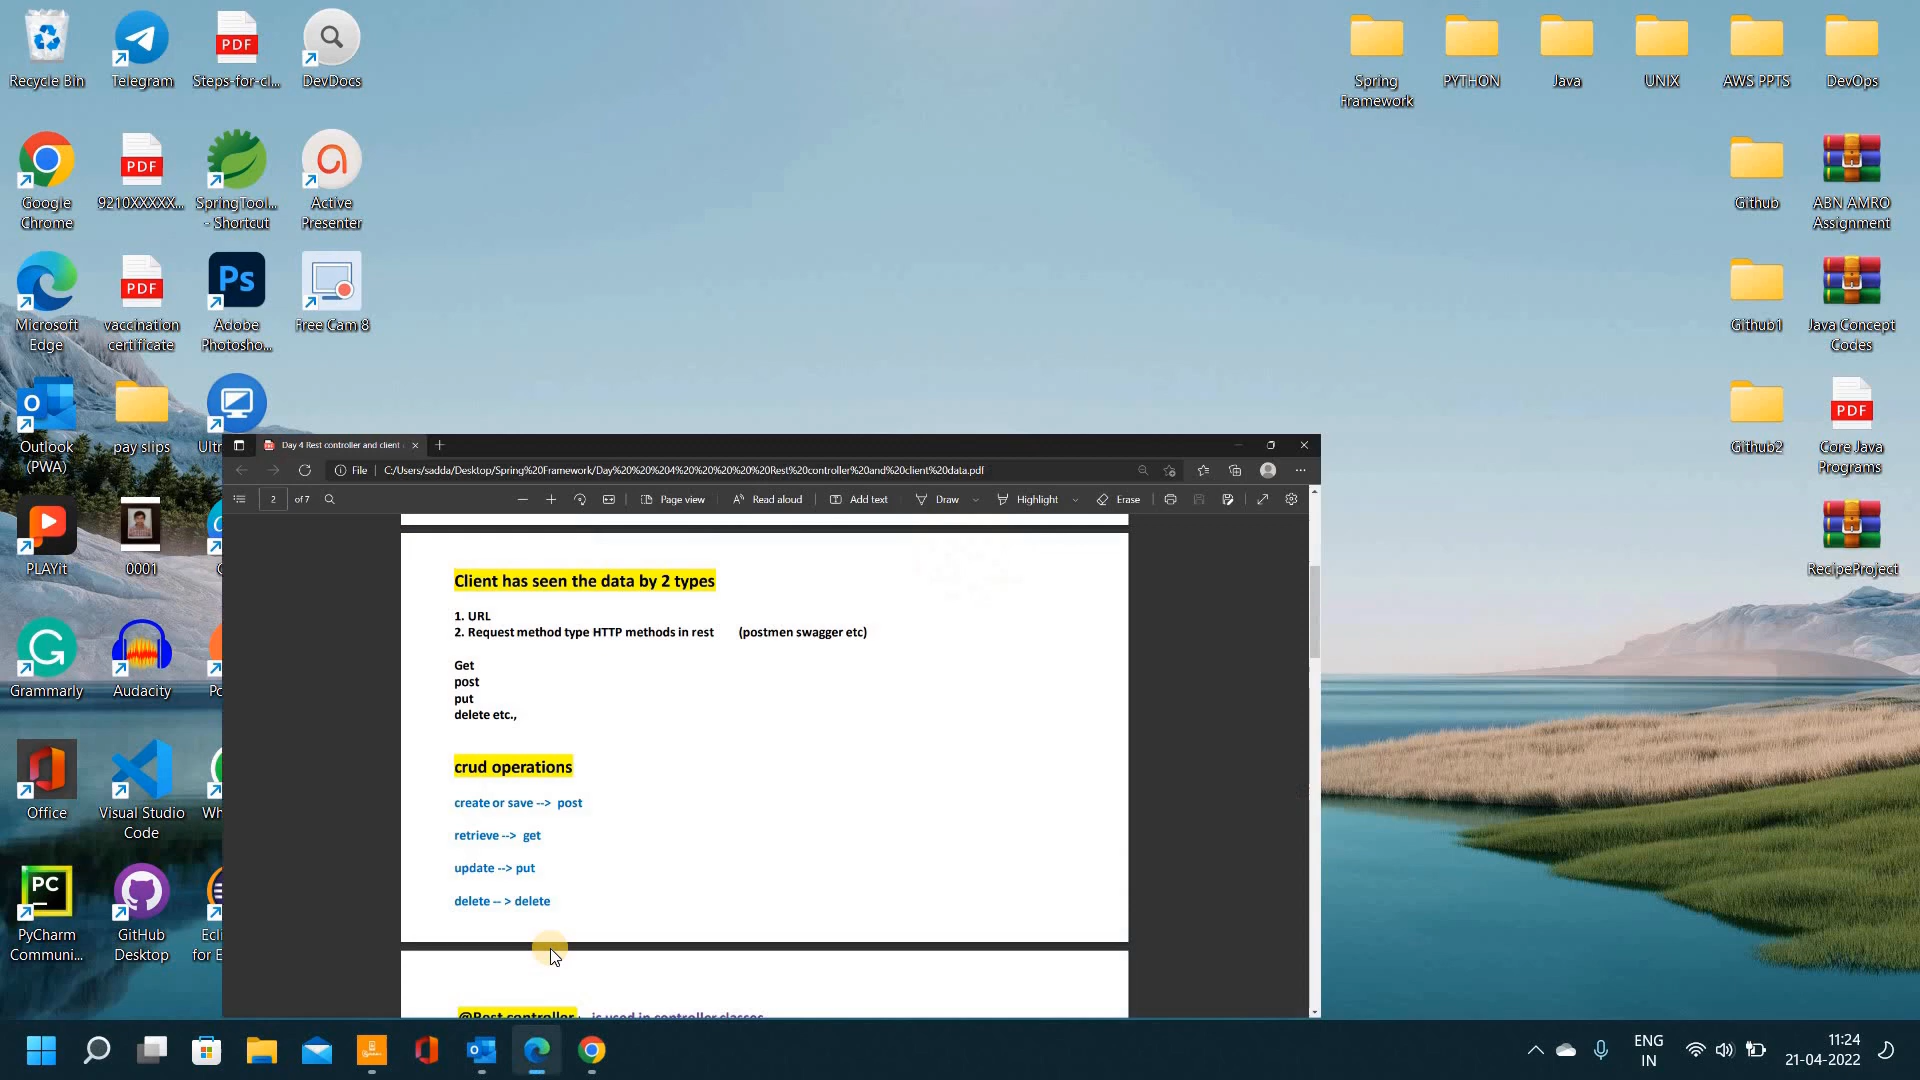 Recycle Bin
Telegram
Steps-for-cl...
DevDocs
Spring
Framework
PYTHON
Java
UNIX
AWS PPTS
DevOps
Google
Chrome
9210XXXXX...
SpringTool...
- Shortcut
Active
Presenter
Github
ABN AMRO
Assignment
Microsoft
Edge
vaccination
certificate
Adobe
Photosho...
Free Cam 8
Github1
Java Concept
Codes
Outlook
(PWA)
pay slips
Github2
Core Java
Programs
PLAYit
0001
RecipeProject
Grammarly
Audacity
Office
Visual Studio
Code
PyCharm
Communi...
GitHub
Desktop
Day 4 Rest controller and client
File
C:/Users/sadda/Desktop/Spring%20Framework/Day%20%204%20%20%20%20Rest%20controller%20and%20client%20data.pdf
2 of 7
Page view
Read aloud
Add text
Draw
Highlight
Erase
Client has seen the data by 2 types
1. URL
2. Request method type HTTP methods in rest (postmen swagger etc)
Get
post
put
delete etc.,
crud operations
create or save --> post
retrieve --> get
update --> put
delete -- > delete
@Rest controller is used in controller classes
ENG
IN
11:24
21-04-2022